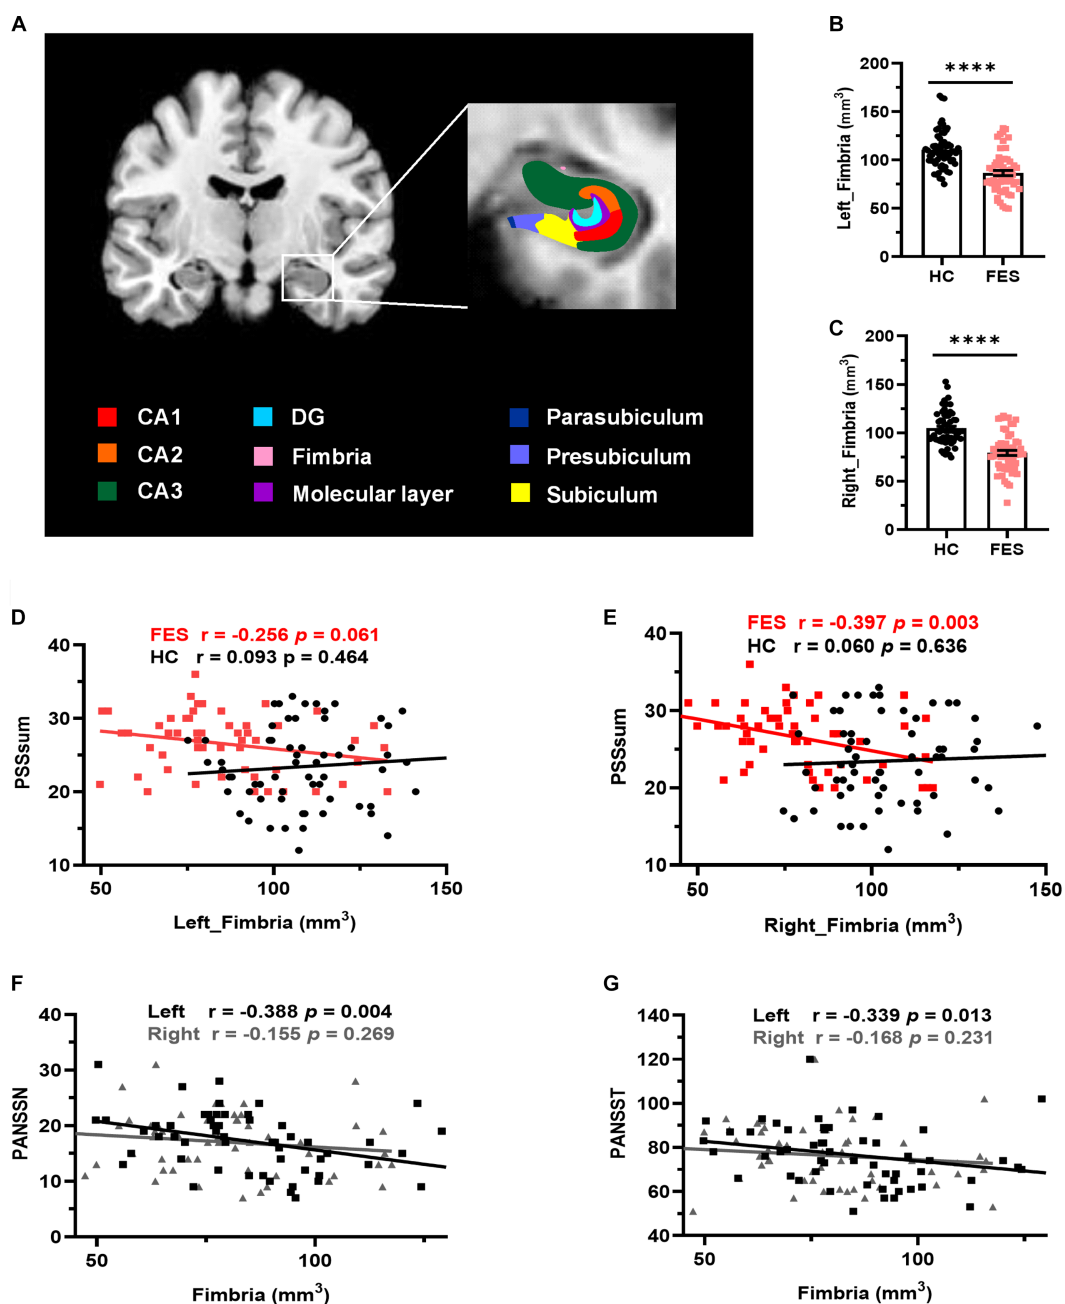 A
CA1
CA2
CA3
DG
Fimbria
Molecular layer
Parasubiculum
Presubiculum
Subiculum
B
Left_Fimbria (mm³)
200
150
100
50
0
****
HC
FES
C
Right_Fimbria (mm³)
200
150
100
50
0
****
HC
FES
D
FES r = -0.256 p = 0.061
HC r = 0.093 p = 0.464
PSSsum
40
30
20
10
50
100
150
Left_Fimbria (mm³)
E
FES r = -0.397 p = 0.003
HC r = 0.060 p = 0.636
PSSsum
40
30
20
10
50
100
150
Right_Fimbria (mm³)
F
Left r = -0.388 p = 0.004
Right r = -0.155 p = 0.269
PANSSN
40
30
20
10
0
50
100
Fimbria (mm³)
G
Left r = -0.339 p = 0.013
Right r = -0.168 p = 0.231
PANSST
140
120
100
80
60
40
50
100
Fimbria (mm³)